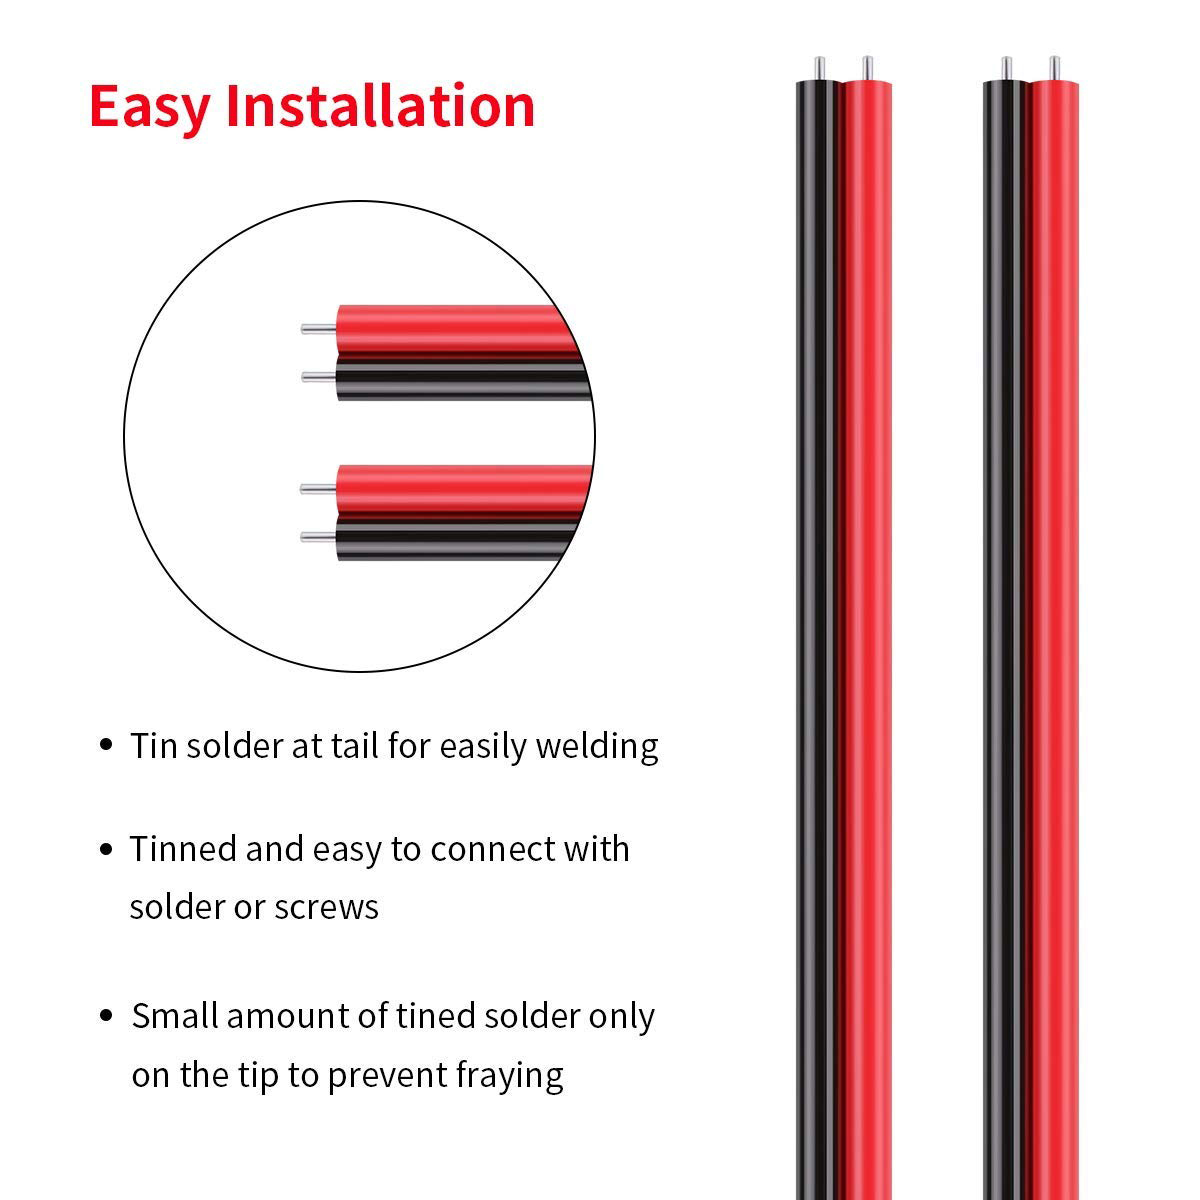 Easy Installation
• Tin solder at tail for easily welding
• Tinned and easy to connect with
solder or screws
• Small amount of tined solder only
on the tip to prevent fraying